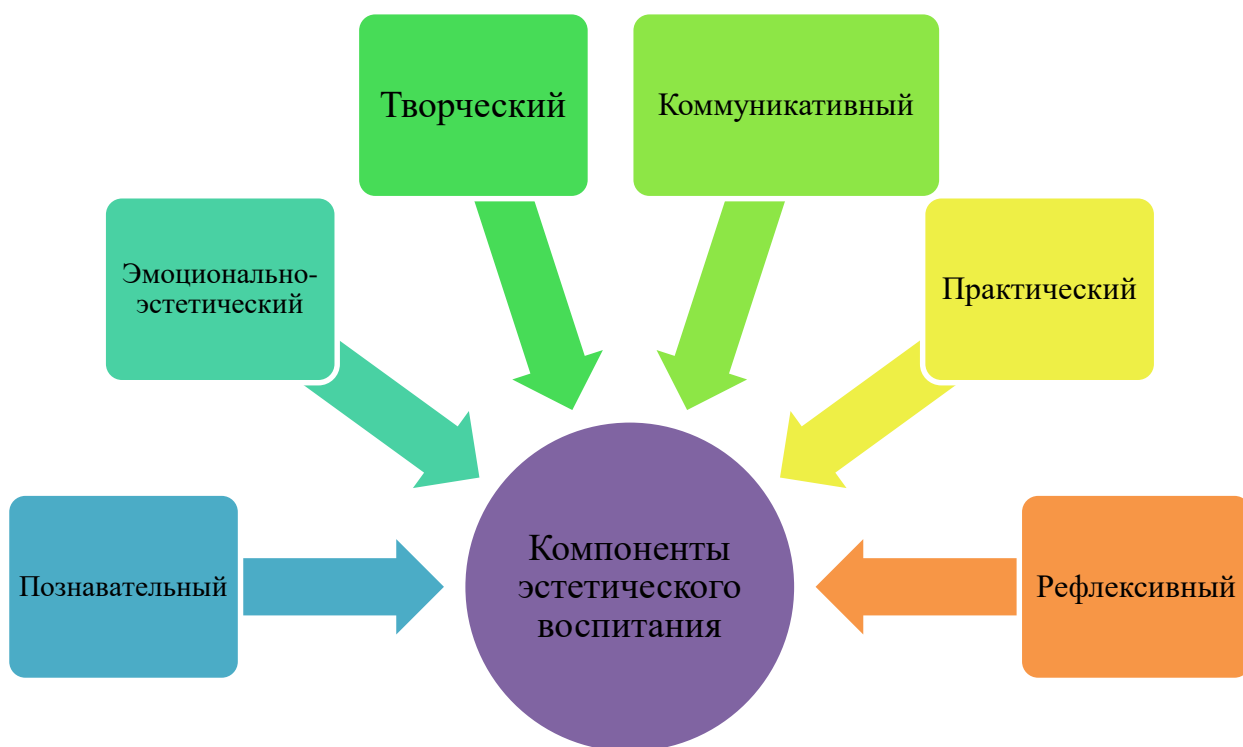 Творческий
Коммуникативный
Эмоционально-
эстетический
Практический
Познавательный
Компоненты
эстетического
воспитания
Рефлексивный